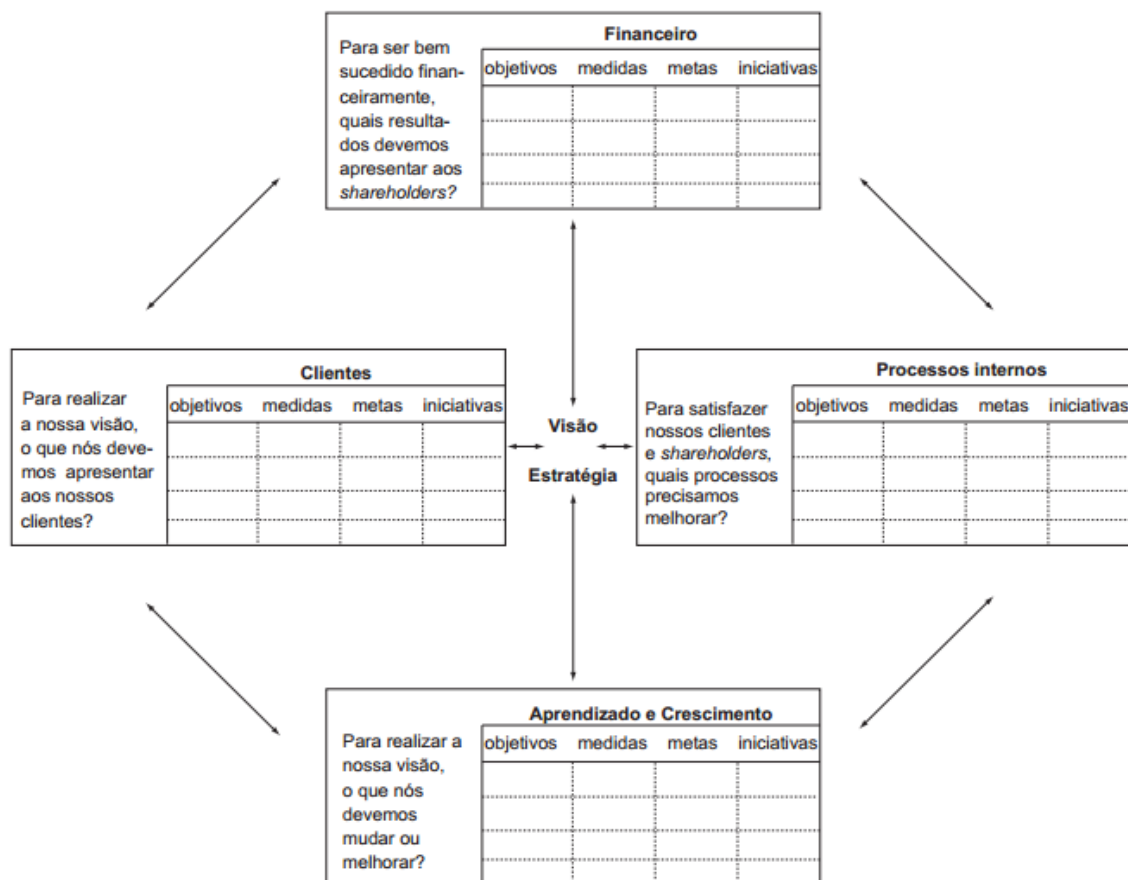 Financeiro
Para ser bem
sucedido finan-
ceiramente,
quais resulta-
dos devemos
apresentar aos
shareholders?
objetivos medidas metas iniciativas
Clientes
Para realizar
a nossa visão,
o que nós deve-
mos apresentar
aos nossos
clientes?
objetivos medidas metas iniciativas
Visão
Estratégia
Processos internos
Para satisfazer
nossos clientes
e shareholders,
quais processos
precisamos
melhorar?
objetivos medidas metas iniciativas
Aprendizado e Crescimento
Para realizar a
nossa visão,
o que nós
devemos
mudar ou
melhorar?
objetivos medidas metas iniciativas